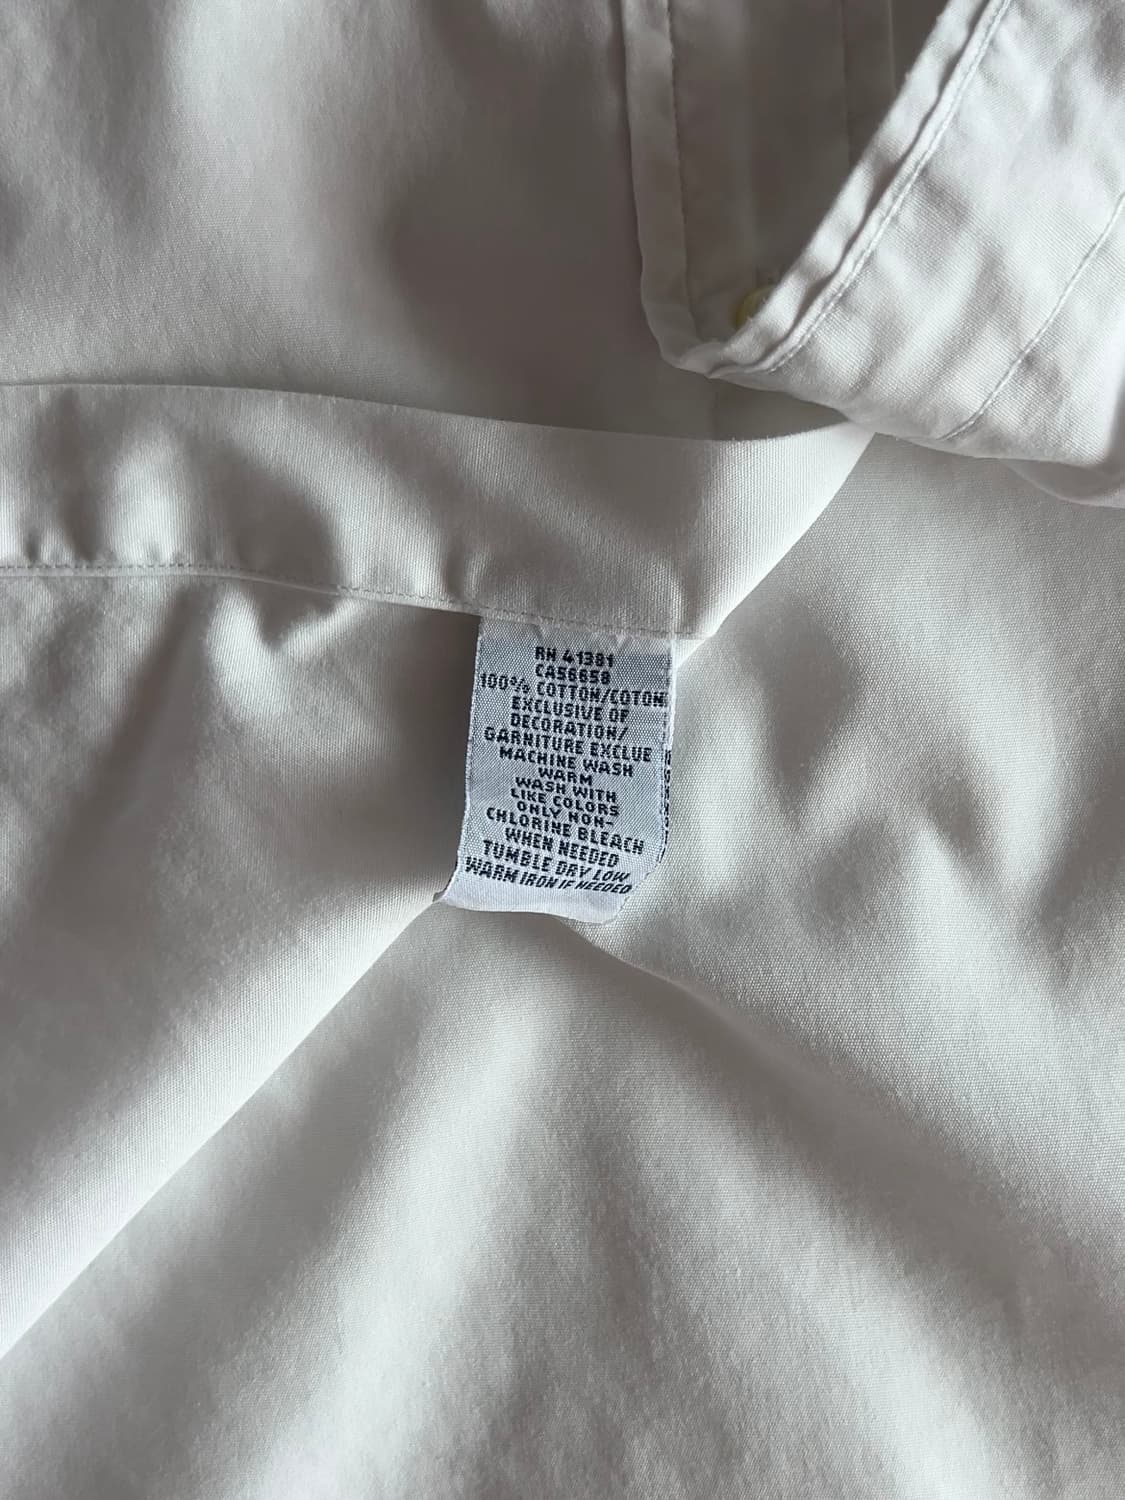 RN 41381
CA56658
100% COTTON/COTON
EXCLUSIVE OF
DECORATION/
GARNITURE EXCLUE
MACHINE WASH
WARM
WASH WITH
LIKE COLORS
ONLY NON-
CHLORINE BLEACH
WHEN NEEDED
TUMBLE DRY LOW
WARM IRON IF NEEDED